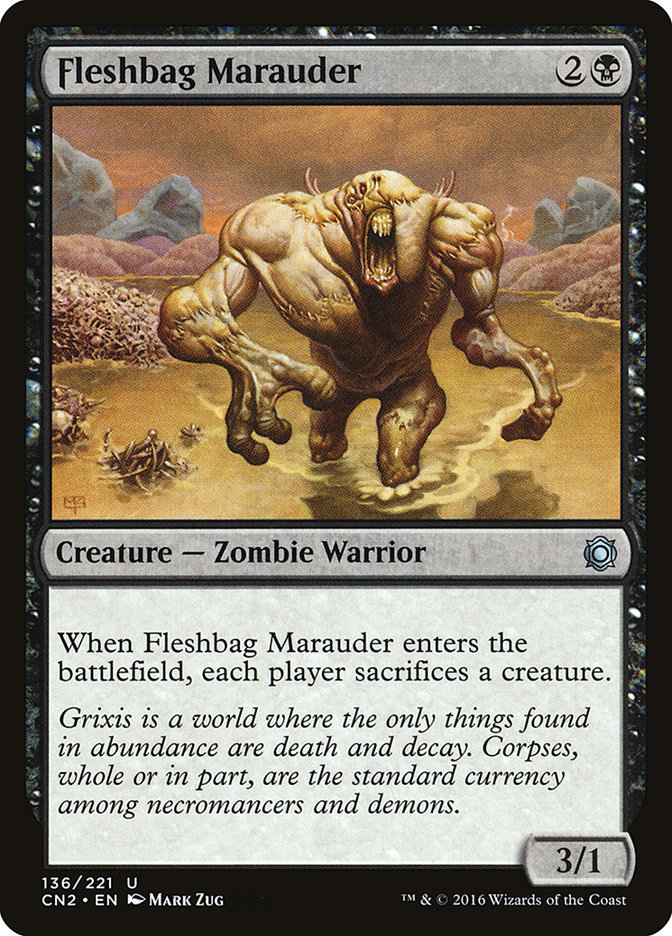 Fleshbag Marauder 2
Creature — Zombie Warrior
When Fleshbag Marauder enters the
battlefield, each player sacrifices a creature.
Grixis is a world where the only things found
in abundance are death and decay. Corpses,
whole or in part, are the standard currency
among necromancers and demons.
3/1
136/221 U
CN2 • EN Mark Zug
™ & © 2016 Wizards of the Coast